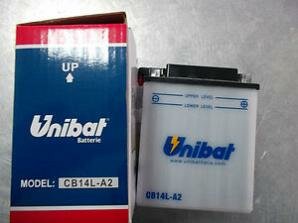 UP
Unibat
Batterie
MODEL: CB14L-A2
UPPER LEVEL
LOWER LEVEL
Unibat
www.unibatterie.com
CB14L-A2